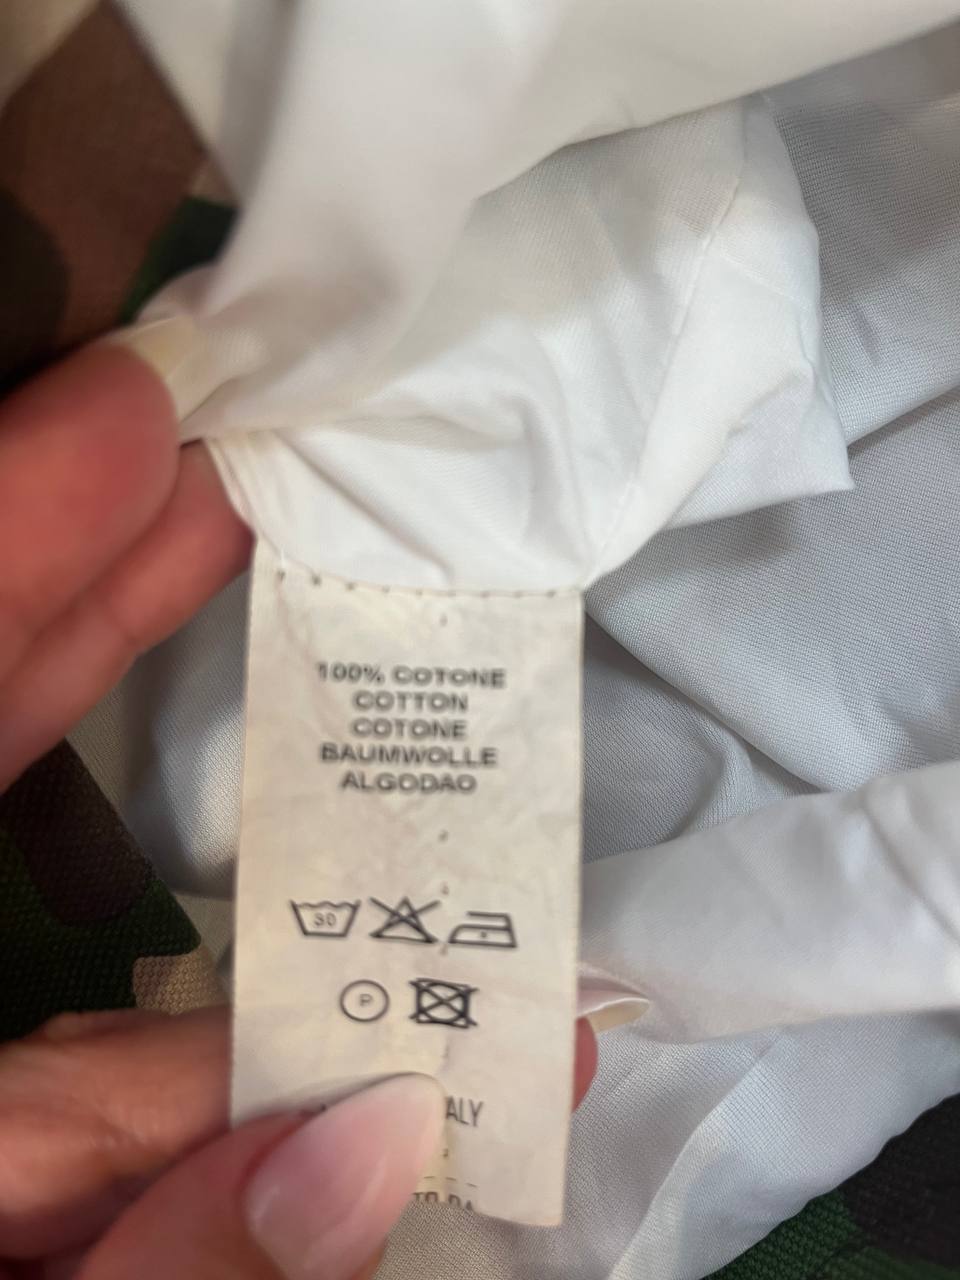 100% COTONE
COTTON
COTONE
BAUMWOLLE
ALGODAO
30
P